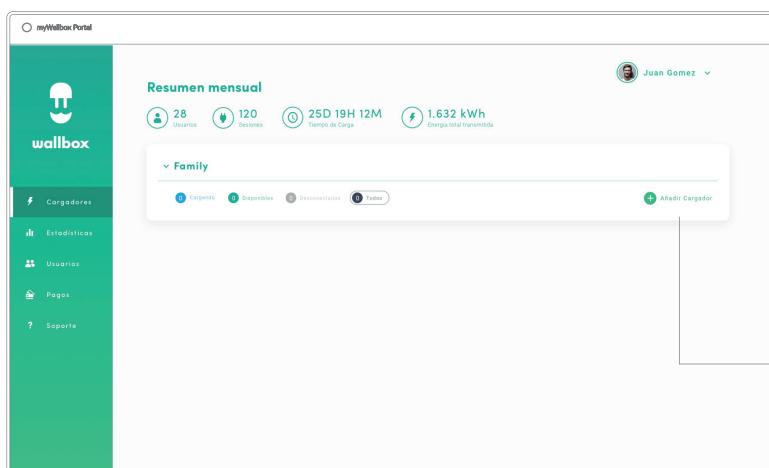 myWallbox Portal
wallbox
Cargadores
Estadísticas
Usuarios
Pagos
? Soporte
Juan Gomez
Resumen mensual
28
Usuarios
120
Sesiones
25D 19H 12M
Tiempo de Carga
1.632 kWh
Energía total transmitida
Family
0 Cargando
0 Disponibles
0 Desconectados
0 Todos
Añadir Cargador